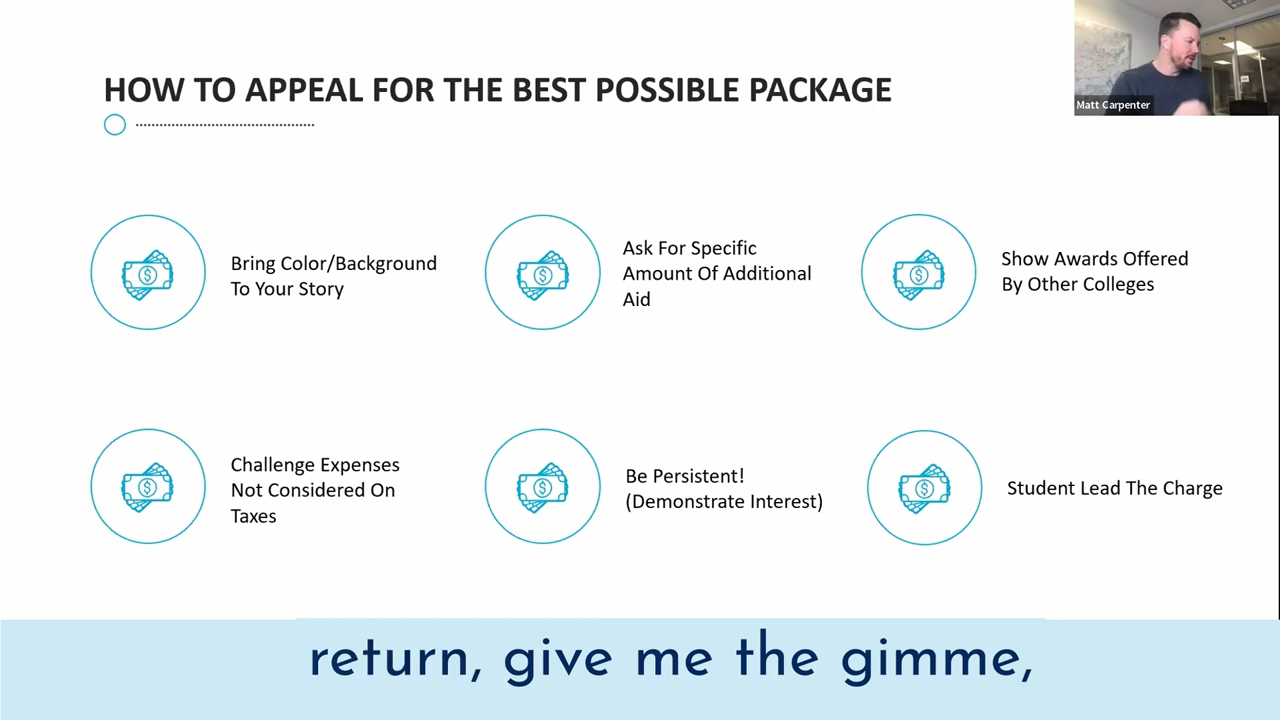 HOW TO APPEAL FOR THE BEST POSSIBLE PACKAGE
Matt Carpenter
Bring Color/Background
To Your Story
Ask For Specific
Amount Of Additional
Aid
Show Awards Offered
By Other Colleges
Challenge Expenses
Not Considered On
Taxes
Be Persistent!
(Demonstrate Interest)
Student Lead The Charge
return, give me the gimme,